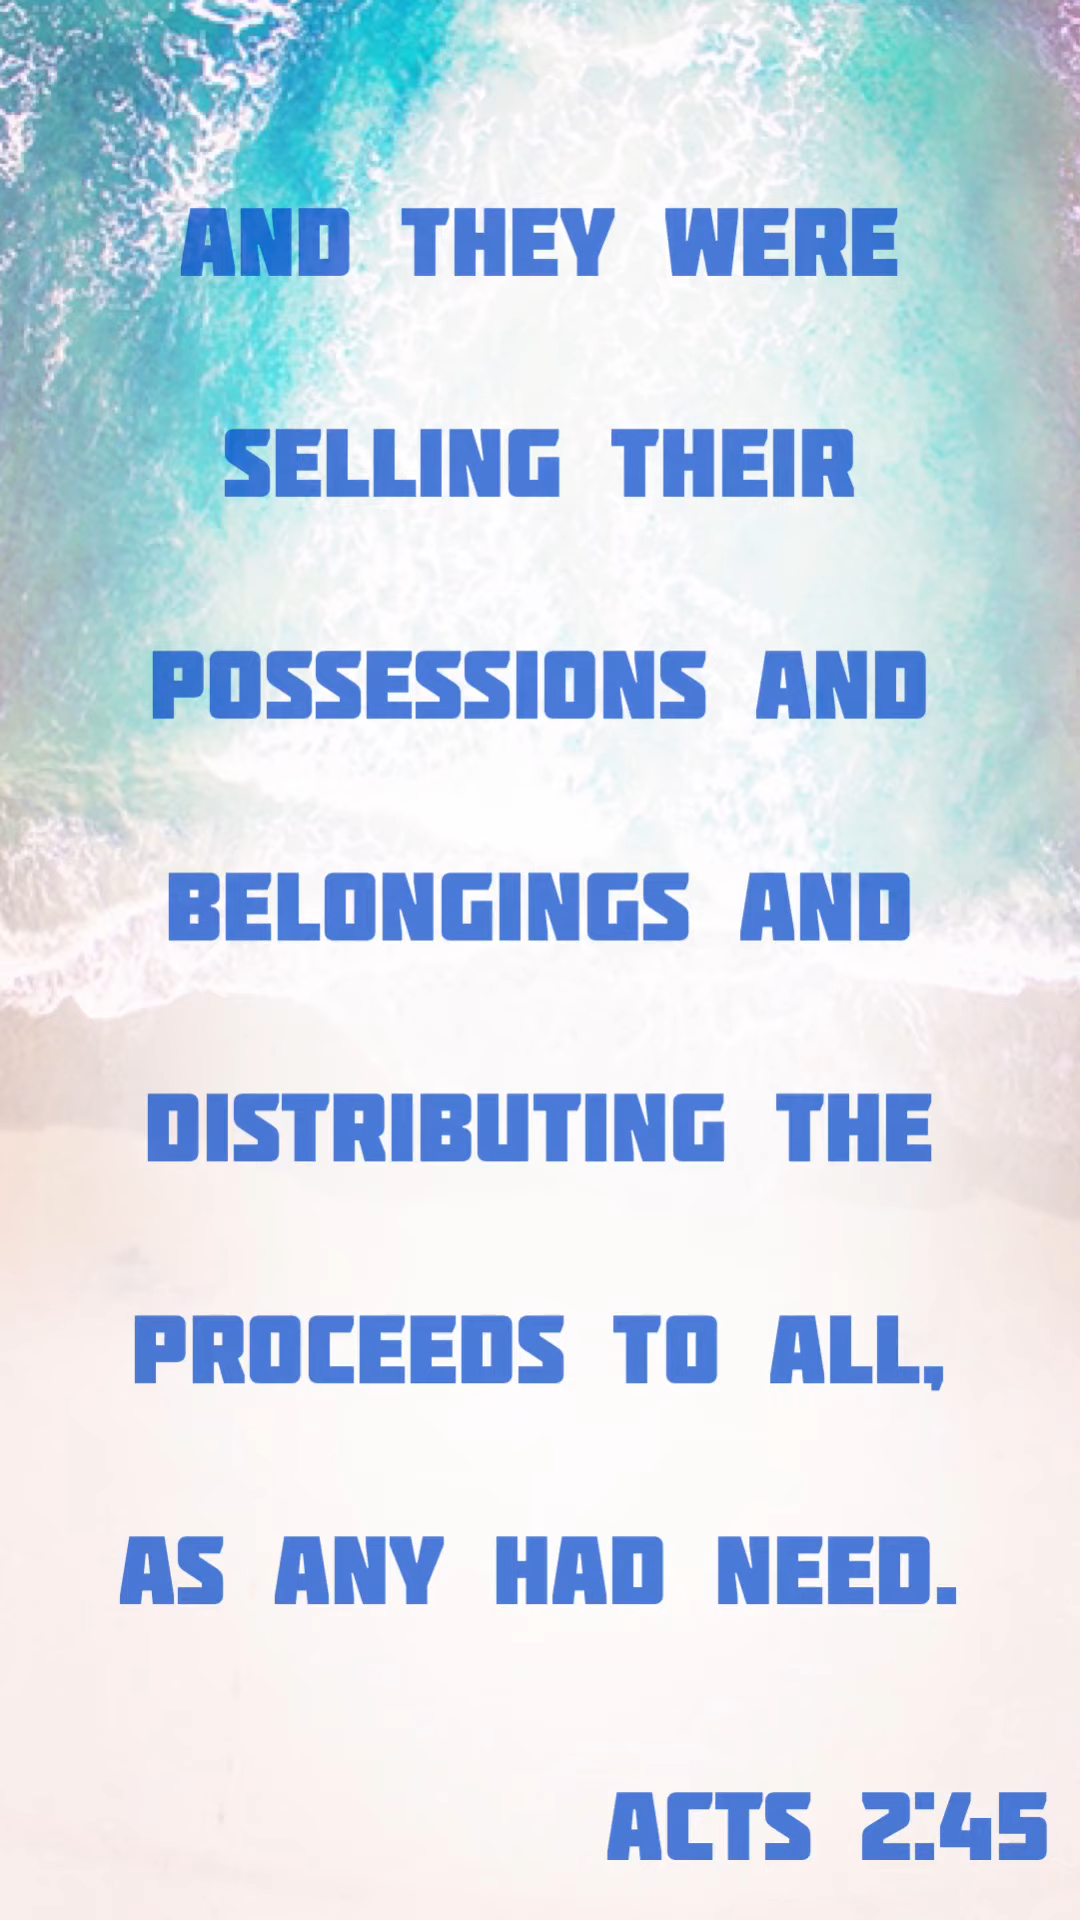 AND THEY WERE
SELLING THEIR
POSSESSIONS AND
BELONGINGS AND
DISTRIBUTING THE
PROCEEDS TO ALL,
AS ANY HAD NEED.
ACTS 2:45